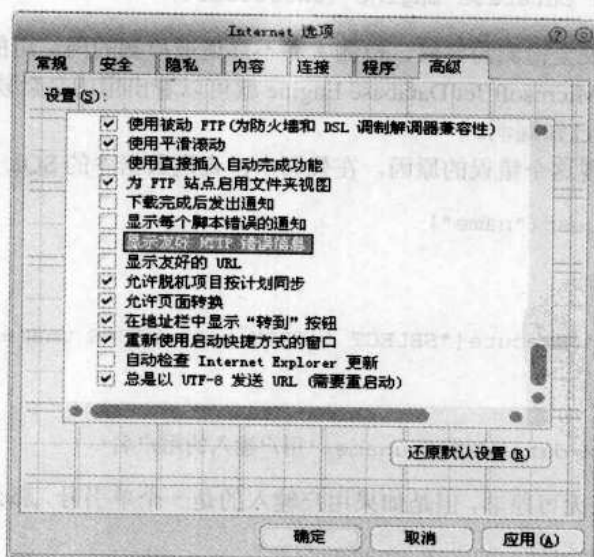 Internet 选项
常规 安全 隐私 内容 连接 程序 高级
设置(S):
使用被动 FTP(为防火墙和 DSL 调制解调器兼容性)
使用平滑滚动
使用直接插入自动完成功能
为 FTP 站点启用文件夹视图
下载完成后发出通知
显示每个脚本错误的通知
显示友好 HTTP 错误信息
显示友好的 URL
允许脱机项目按计划同步
允许页面转换
在地址栏中显示“转到”按钮
重新使用启动快捷方式的窗口
自动检查 Internet Explorer 更新
总是以 UTF-8 发送 URL (需要重启动)
还原默认设置(R)
确定 取消 应用(A)